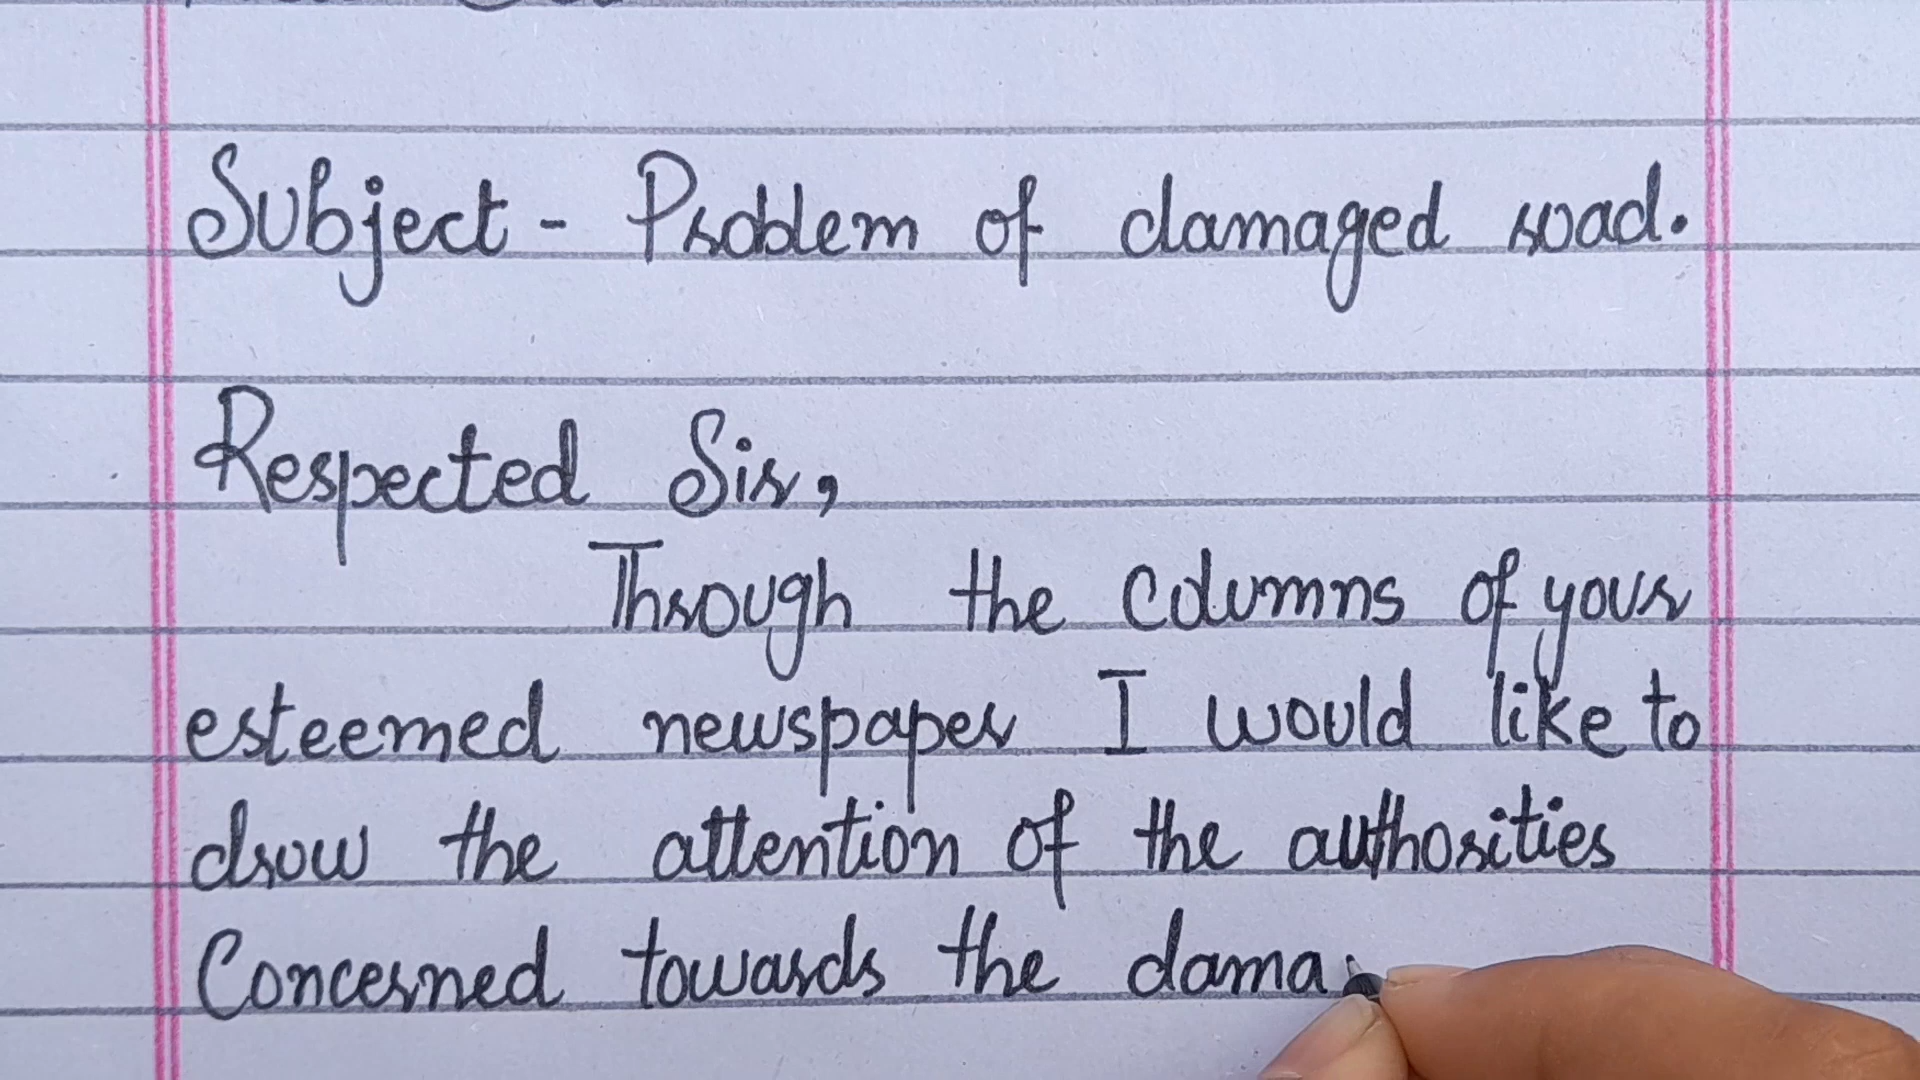 Subject - Problem of damaged road.
Respected Sir,
Through the Columns of your
esteemed newspaper I would like to
draw the attention of the authorities
Concerned towards the dama